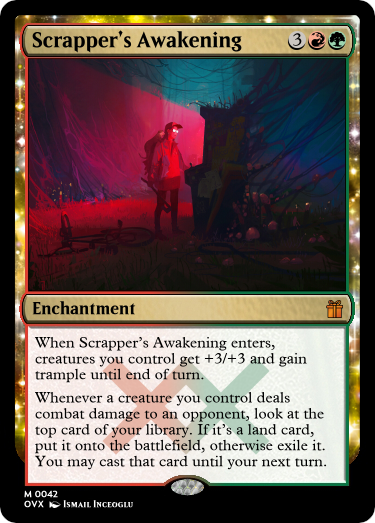 Scrapper's Awakening 3
Enchantment
When Scrapper's Awakening enters,
creatures you control get +3/+3 and gain
trample until end of turn.
Whenever a creature you control deals
combat damage to an opponent, look at the
top card of your library. If it's a land card,
put it onto the battlefield, otherwise exile it.
You may cast that card until your next turn.
M 0042
OVX Ismail Inceoglu